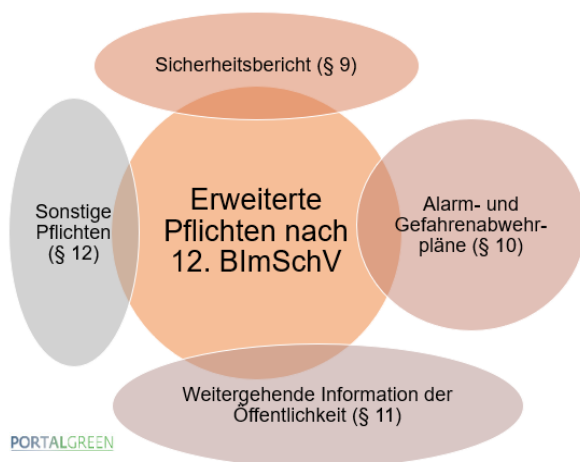 Sicherheitsbericht (§ 9)
Erweiterte
Pflichten nach
12. BImSchV
Sonstige
Pflichten
(§ 12)
Alarm- und
Gefahrenabwehr-
pläne (§ 10)
Weitergehende Information der
Öffentlichkeit (§ 11)
PORTALGREEN